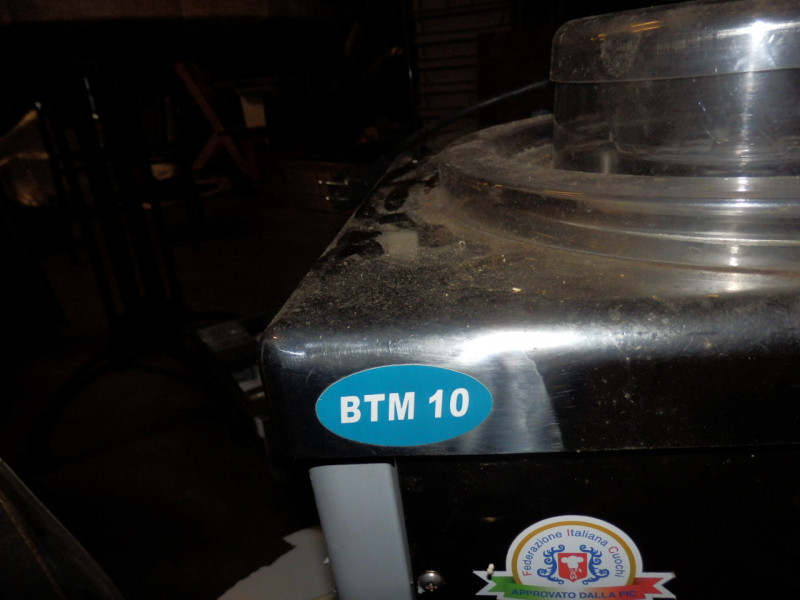 BTM 10
Federazione Italiana Cuochi
APPROVATO DALLA FIC